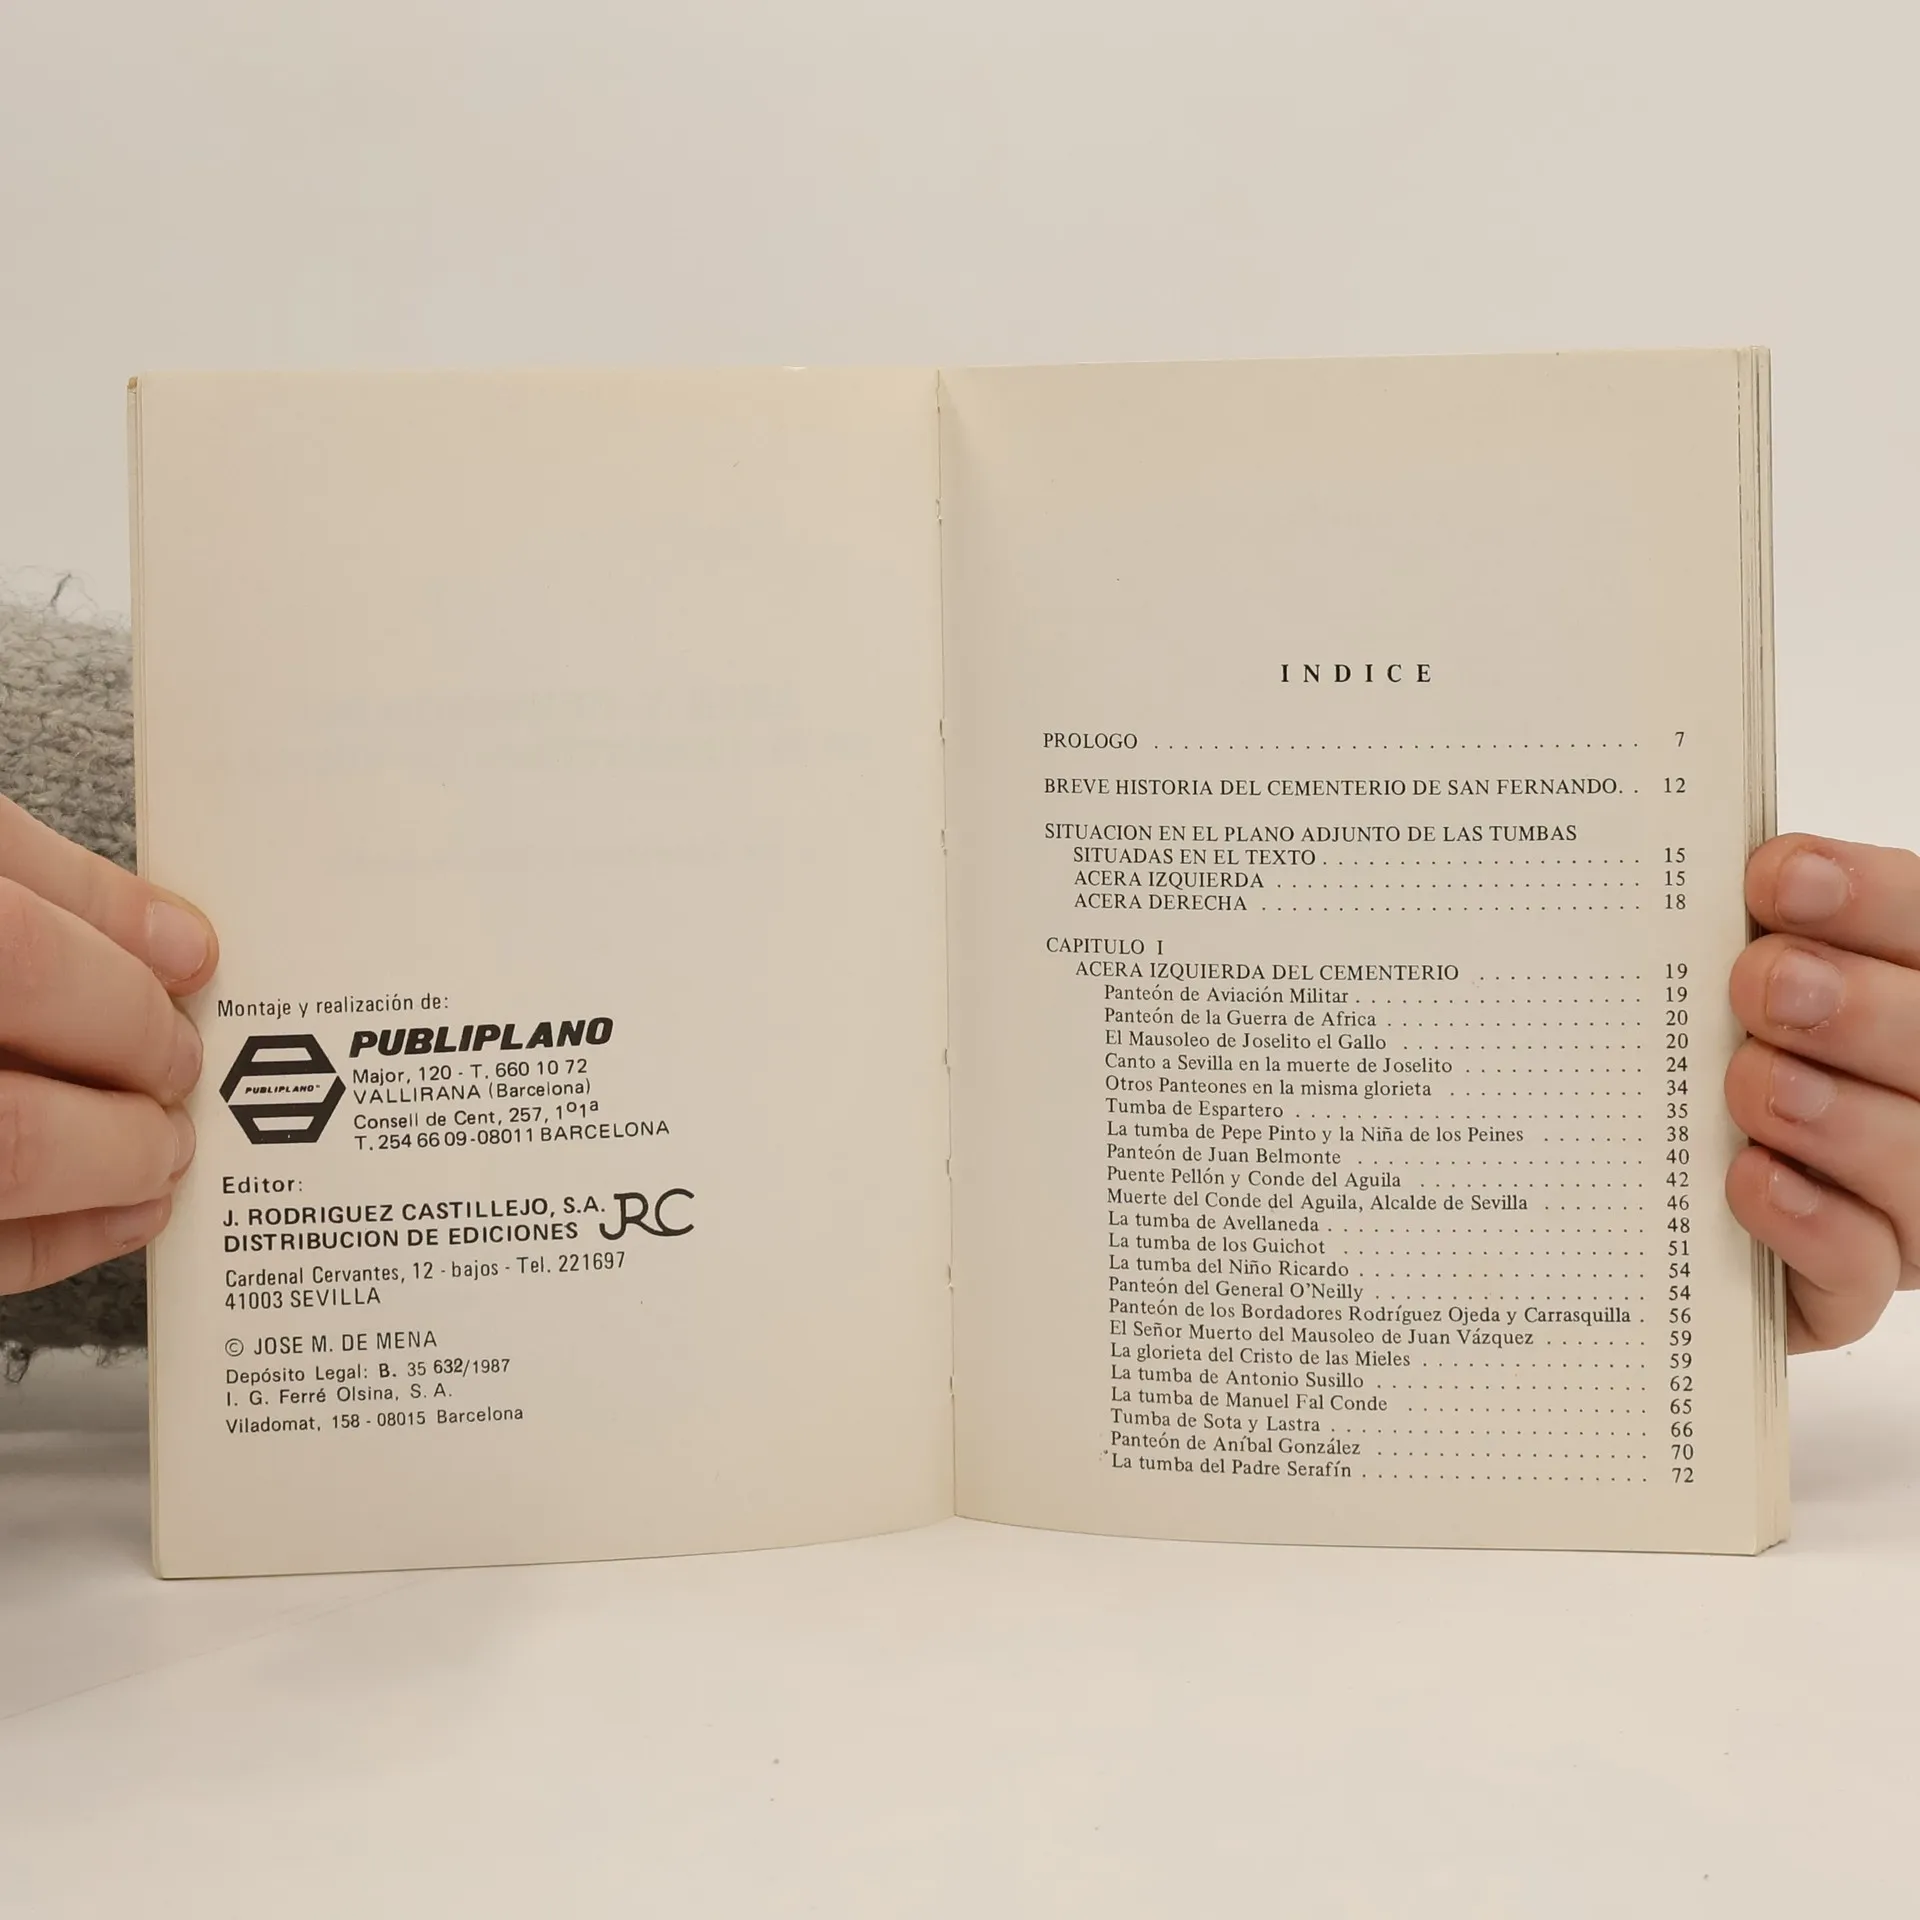 Montaje y realización de:
PUBLIPLANO
PUBLIPLANO
Major, 120 - T. 660 10 72
VALLIRANA (Barcelona)
Consell de Cent, 257, 1º1ª
T. 254 66 09 - 08011 BARCELONA
Editor:
J. RODRIGUEZ CASTILLEJO, S.A.
DISTRIBUCION DE EDICIONES
JRC
Cardenal Cervantes, 12 - bajos - Tel. 221697
41003 SEVILLA
© JOSE M. DE MENA
Depósito Legal: B. 35 632/1987
I. G. Ferré Olsina, S. A.
Viladomat, 158 - 08015 Barcelona
INDICE
PROLOGO . . . . . . . . . . . . . . . . . . . . 7
BREVE HISTORIA DEL CEMENTERIO DE SAN FERNANDO. . 12
SITUACION EN EL PLANO ADJUNTO DE LAS TUMBAS
SITUADAS EN EL TEXTO . . . . . . . . . . . . . . . . . . . . 15
ACERA IZQUIERDA . . . . . . . . . . . . . . . . . . . . 15
ACERA DERECHA . . . . . . . . . . . . . . . . . . . . 18
CAPITULO I
ACERA IZQUIERDA DEL CEMENTERIO . . . . . . . . . . . 19
Panteón de Aviación Militar . . . . . . . . . . . . . . . . . . . 19
Panteón de la Guerra de Africa . . . . . . . . . . . . . . . . . 20
El Mausoleo de Joselito el Gallo . . . . . . . . . . . . . . . . 20
Canto a Sevilla en la muerte de Joselito . . . . . . . . . . . . 24
Otros Panteones en la misma glorieta . . . . . . . . . . . . . 34
Tumba de Espartero . . . . . . . . . . . . . . . . . . . . 35
La tumba de Pepe Pinto y la Niña de los Peines . . . . . . . 38
Panteón de Juan Belmonte . . . . . . . . . . . . . . . . . . . 40
Puente Pellón y Conde del Aguila . . . . . . . . . . . . . . . 42
Muerte del Conde del Aguila, Alcalde de Sevilla . . . . . . . 46
La tumba de Avellaneda . . . . . . . . . . . . . . . . . . . . 48
La tumba de los Guichot . . . . . . . . . . . . . . . . . . . . 51
La tumba del Niño Ricardo . . . . . . . . . . . . . . . . . . . 54
Panteón del General O'Neilly . . . . . . . . . . . . . . . . . . 54
Panteón de los Bordadores Rodríguez Ojeda y Carrasquilla . 56
El Señor Muerto del Mausoleo de Juan Vázquez . . . . . . . 59
La glorieta del Cristo de las Mieles . . . . . . . . . . . . . . . 59
La tumba de Antonio Susillo . . . . . . . . . . . . . . . . . . 62
La tumba de Manuel Fal Conde . . . . . . . . . . . . . . . . 65
Tumba de Sota y Lastra . . . . . . . . . . . . . . . . . . . . 66
Panteón de Aníbal González . . . . . . . . . . . . . . . . . . 70
La tumba del Padre Serafín . . . . . . . . . . . . . . . . . . . 72